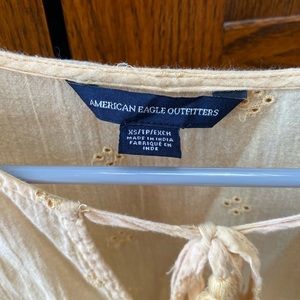 AMERICAN EAGLE OUTFITTERS
XS/TP/EXCH
MADE IN INDIA
FABRIQUÉ EN
INDE